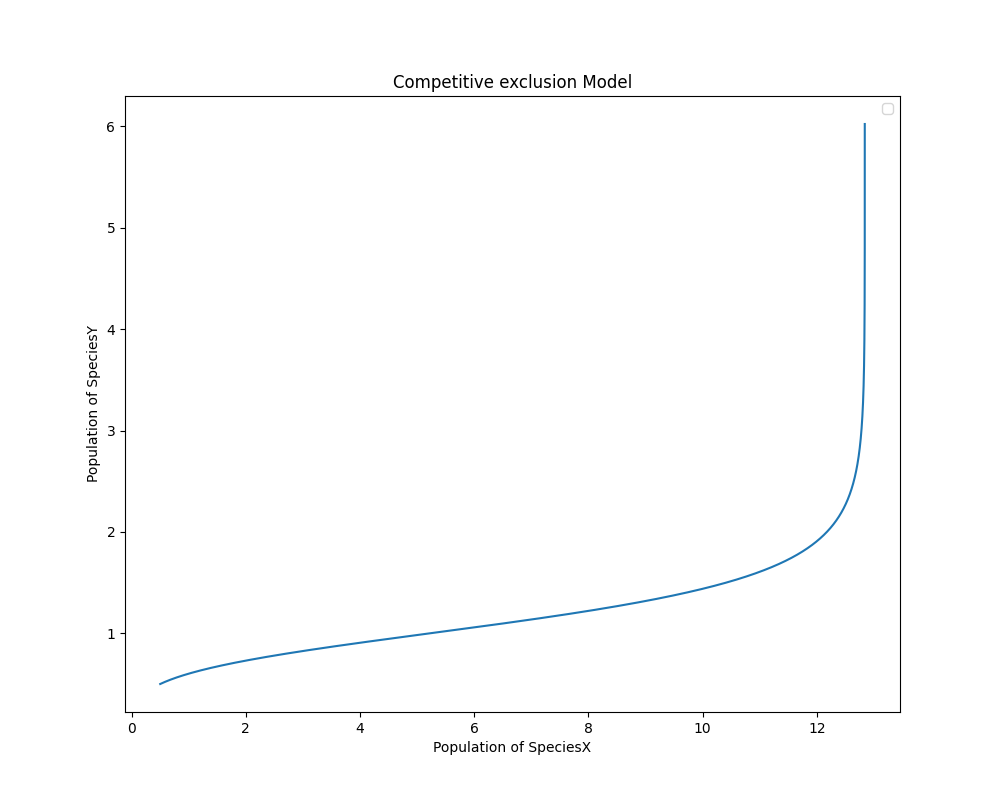 Competitive exclusion Model
6
5
4
3
2
1
Population of SpeciesY
0 2 4 6 8 10 12
Population of SpeciesX